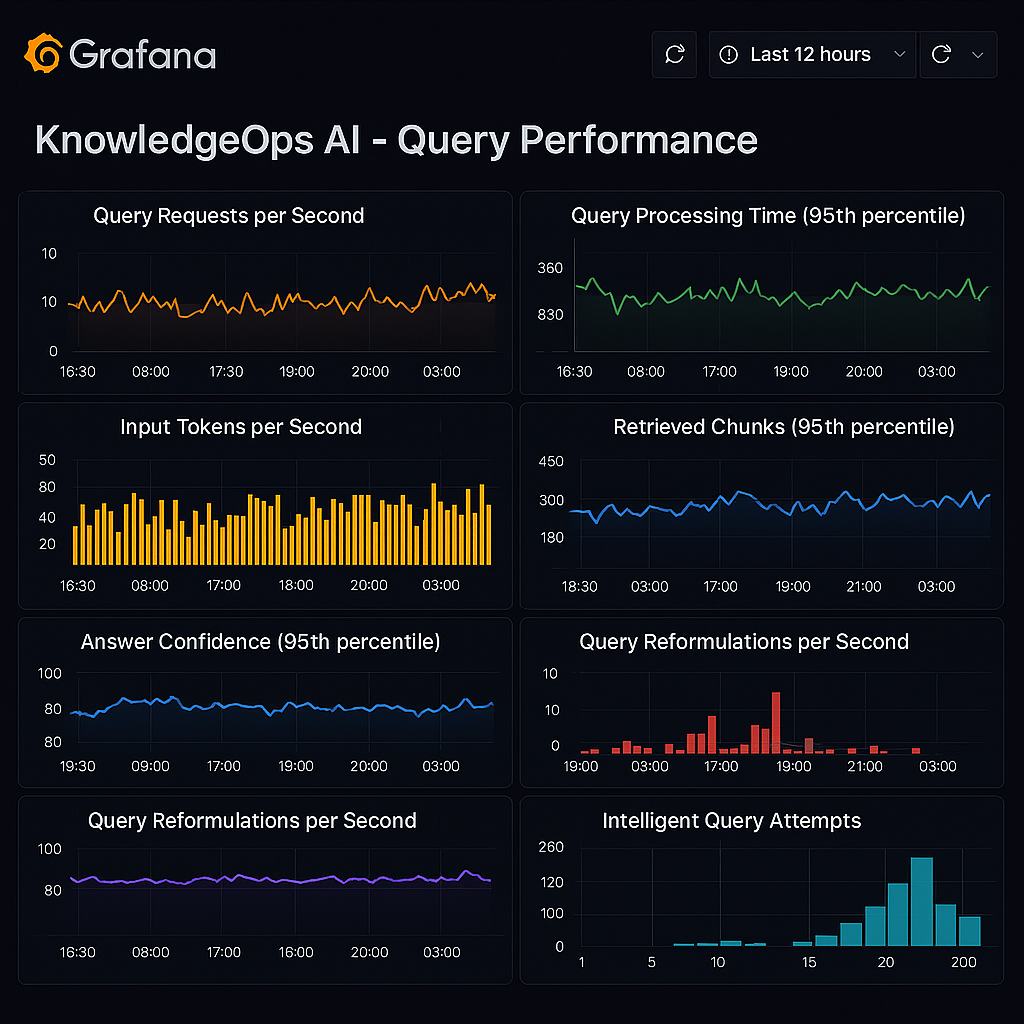 Grafana
Last 12 hours
KnowledgeOps AI - Query Performance
Query Requests per Second
10
10
0
16:30 08:00 17:30 19:00 20:00 03:00
Query Processing Time (95th percentile)
360
830
16:30 08:00 17:00 19:00 20:00 03:00
Input Tokens per Second
50
80
40
20
16:30 08:00 17:00 18:00 20:00 03:00
Retrieved Chunks (95th percentile)
450
300
180
18:30 03:00 17:00 19:00 21:00 03:00
Answer Confidence (95th percentile)
100
80
80
19:30 09:00 17:00 19:00 20:00 03:00
Query Reformulations per Second
10
10
0
19:00 03:00 17:00 19:00 21:00 03:00
Query Reformulations per Second
100
80
16:30 08:00 17:00 16:00 20:00 03:00
Intelligent Query Attempts
260
120
100
0
1 5 10 15 20 200